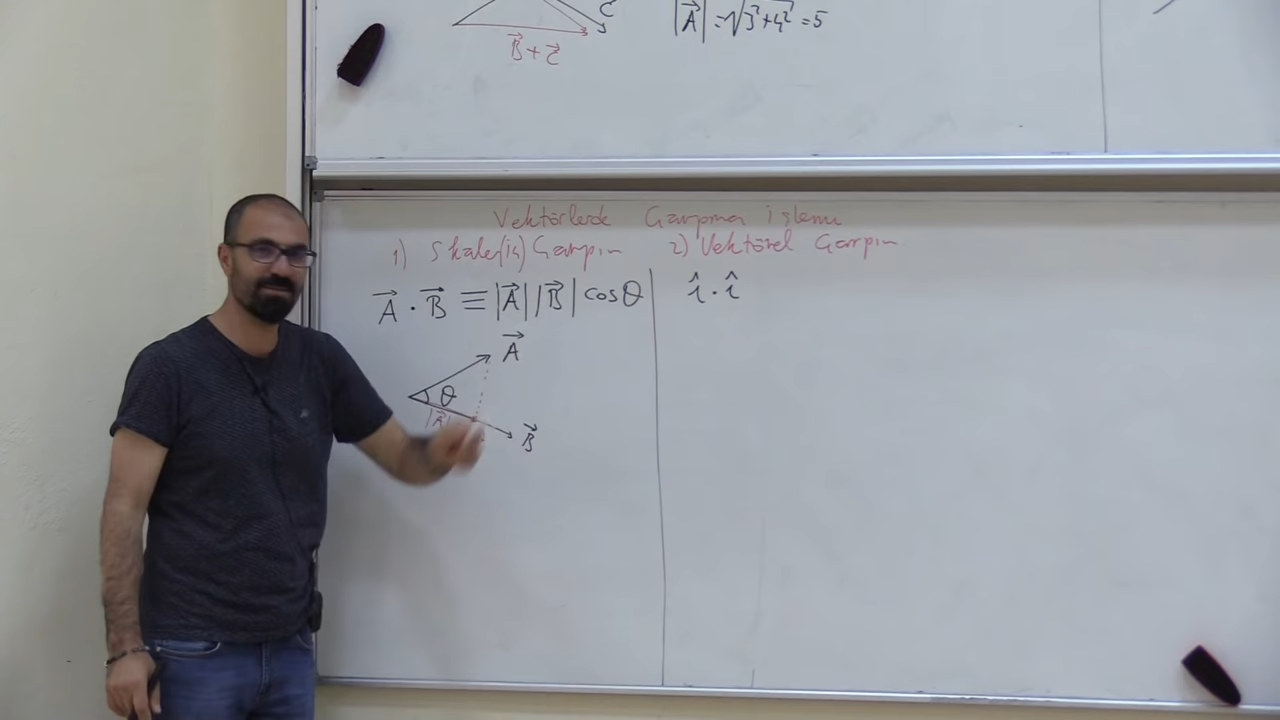 C⃗
B⃗ + C⃗
|A⃗| = √3²+4² = 5
Vektörlerde Çarpma işlemi
1) Skaler(iç) Çarpım 2) Vektörel Çarpım
A⃗ · B⃗ ≡ |A⃗| |B⃗| cosθ
î · î
A⃗
θ
|A⃗|
B⃗